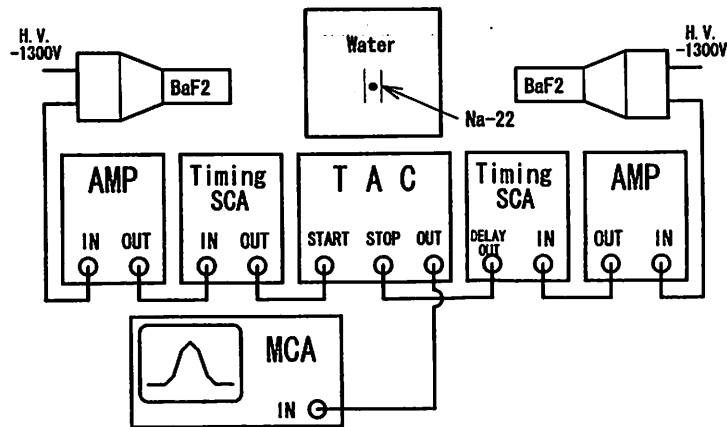 H. V.
-1300V
BaF2
Water
Na-22
BaF2
H. V.
-1300V
AMP
IN OUT
Timing
SCA
IN OUT
T A C
START STOP OUT
Timing
SCA
DELAY
OUT
IN
AMP
OUT IN
MCA
IN